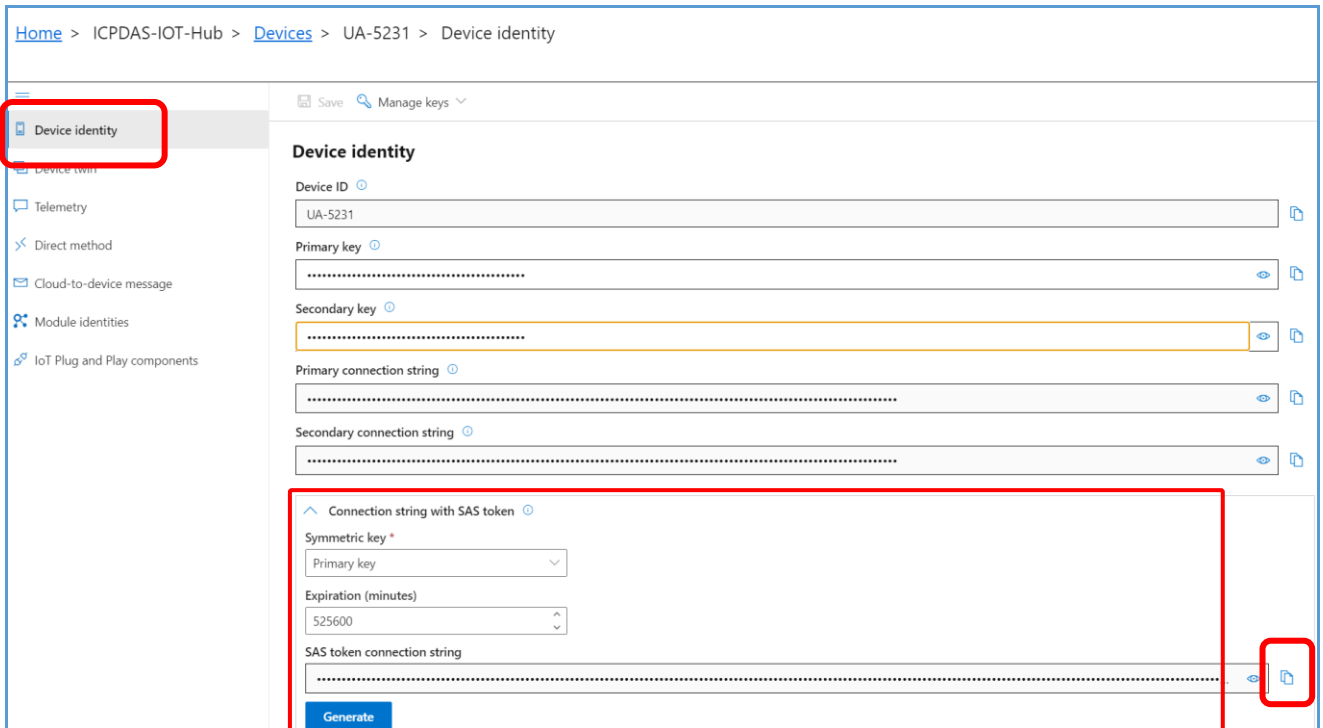 Home > ICPDAS-IOT-Hub > Devices > UA-5231 > Device identity
Save Manage keys
Device identity
Device twin
Telemetry
Direct method
Cloud-to-device message
Module identities
IoT Plug and Play components
Device identity
Device ID
UA-5231
Primary key
Secondary key
Primary connection string
Secondary connection string
Connection string with SAS token
Symmetric key *
Primary key
Expiration (minutes)
525600
SAS token connection string
Generate